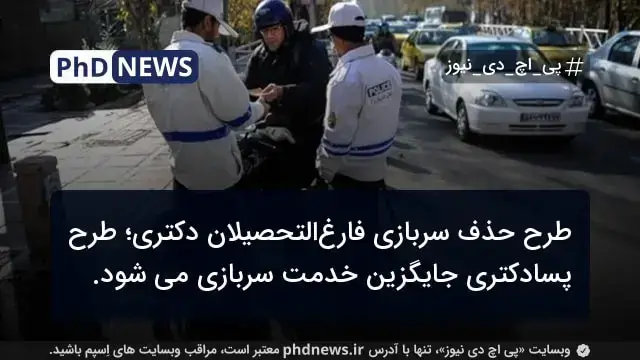 PhD NEWS
#پی_اچ_دی_نیوز
POLICE
طرح حذف سربازی فارغ‌التحصیلان دکتری؛ طرح
پسادکتری جایگزین خدمت سربازی می شود.
وبسایت «پی اچ دی نیوز»، تنها با آدرس phdnews.ir معتبر است، مراقب وبسایت های اِسپم باشید.